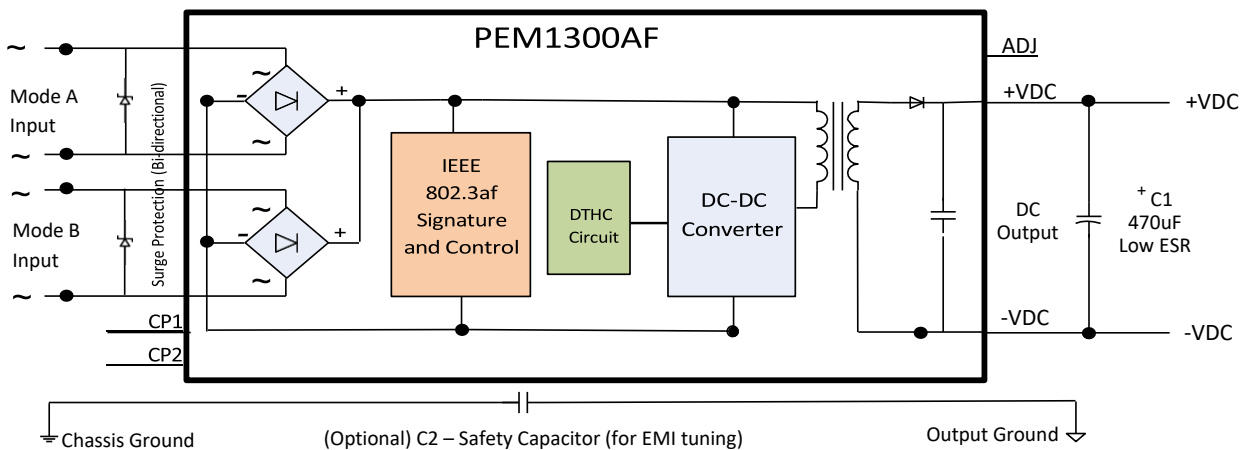 PEM1300AF
ADJ
~
Mode A
Input
~
~
Mode B
Input
~
Surge Protection (Bi-directional)
~
-
+
~
~
-
+
~
CP1
CP2
IEEE
802.3af
Signature
and Control
DTHC
Circuit
DC-DC
Converter
+VDC
+VDC
DC
Output
+ C1
470uF
Low ESR
-VDC
-VDC
Chassis Ground
(Optional) C2 – Safety Capacitor (for EMI tuning)
Output Ground